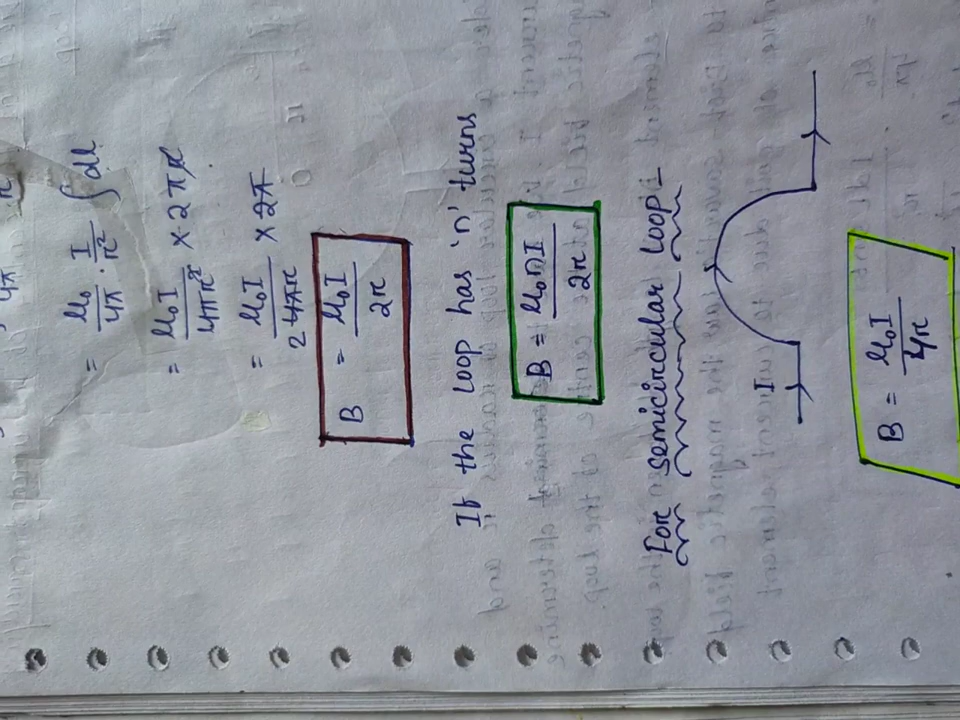 = μ₀/4π · I/r² ∫ dl
= μ₀I/4πr² × 2πr
= μ₀I/2 4πr × 2π
B = μ₀I/2r
If the loop has 'n' turns
B = μ₀nI/2r
For semicircular loop -
I
B = μ₀I/4r